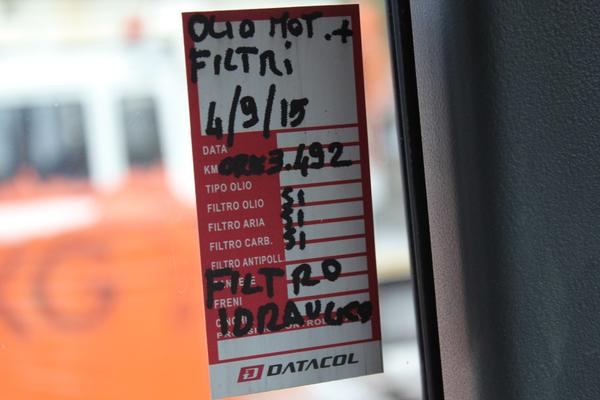 OLIO MOT. +
FILTRI
4/9/15
DATA
KM ORE 3.492
TIPO OLIO
FILTRO OLIO SI
FILTRO ARIA SI
FILTRO CARB. SI
FILTRO ANTIPOLL
FILTRO
FRENI
IDRAULICO
DATACOL